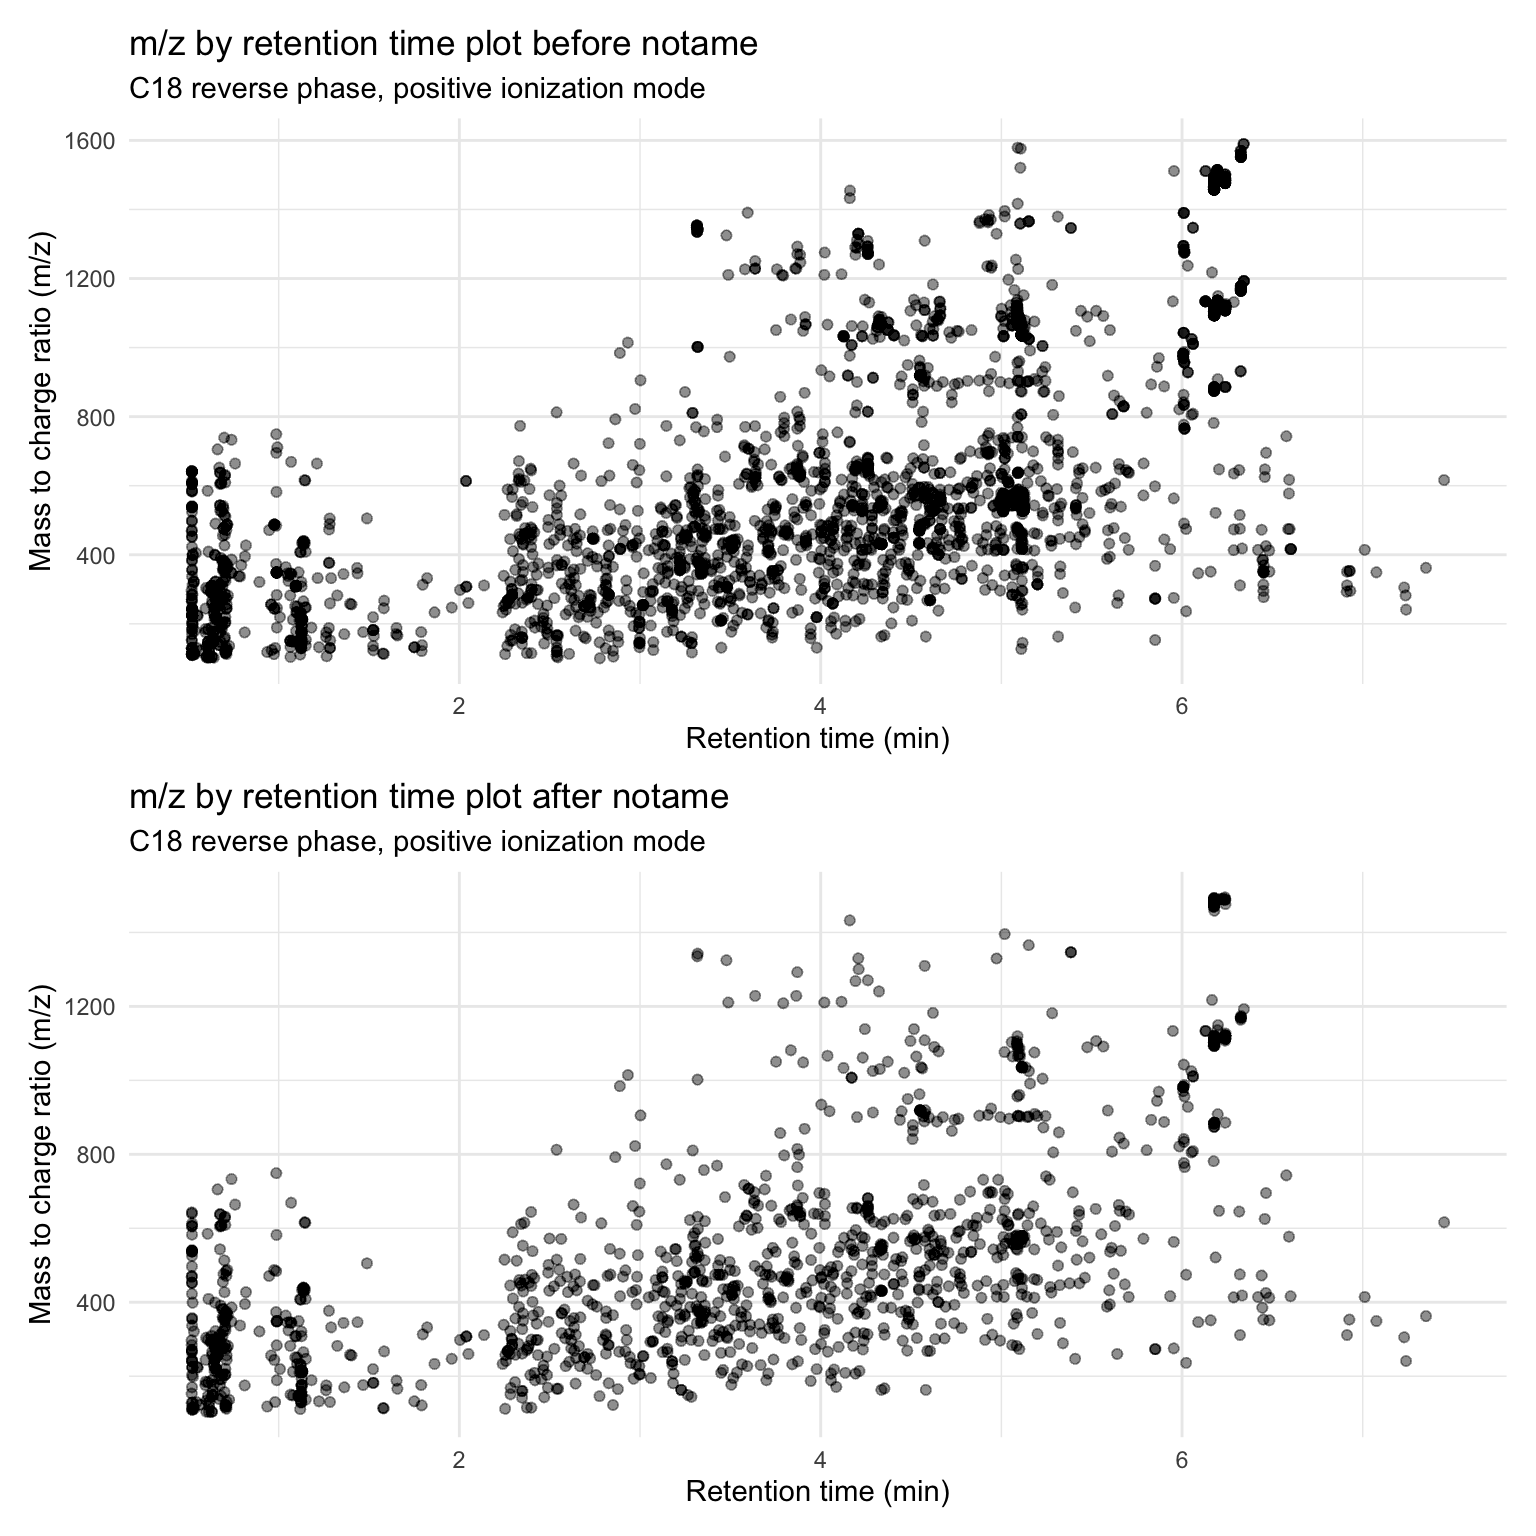 m/z by retention time plot before notame
C18 reverse phase, positive ionization mode
Mass to charge ratio (m/z)
1600
1200
800
400
2 4 6
Retention time (min)
m/z by retention time plot after notame
C18 reverse phase, positive ionization mode
Mass to charge ratio (m/z)
1200
800
400
2 4 6
Retention time (min)